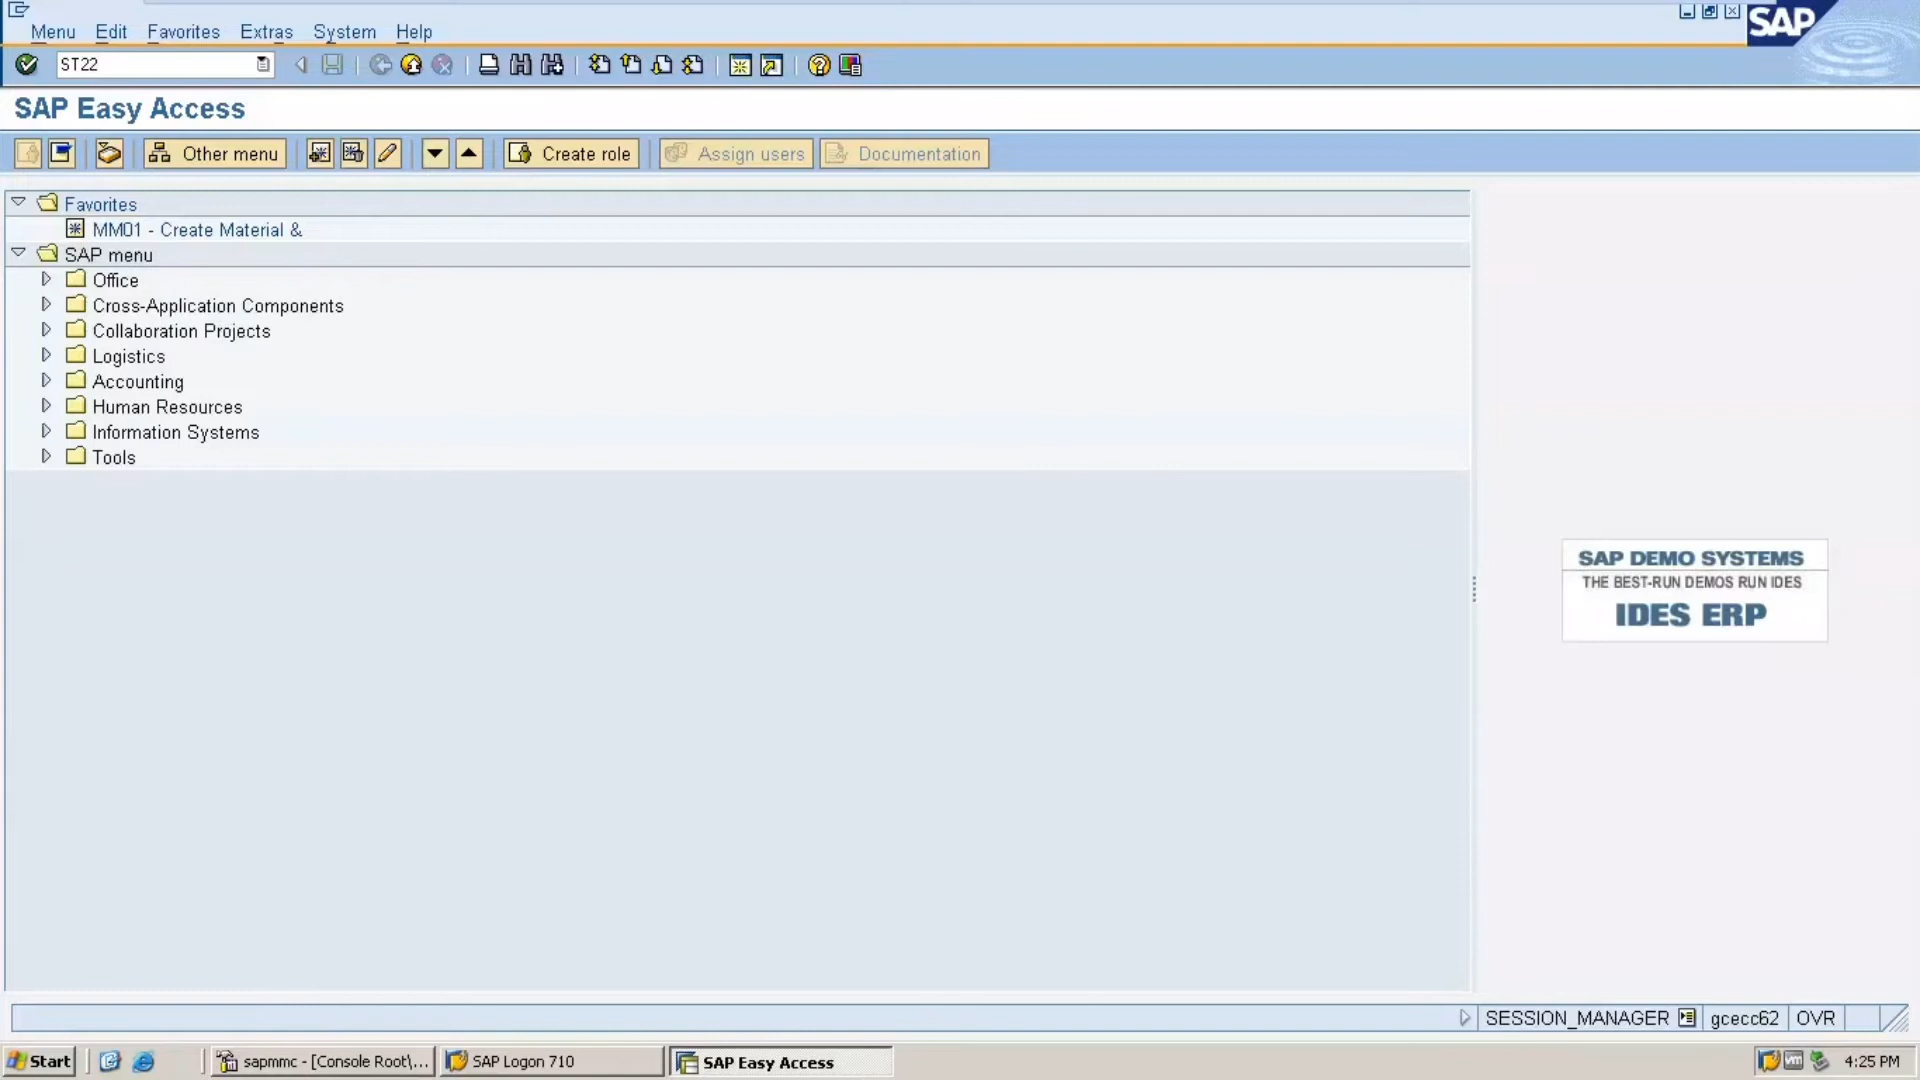 Menu Edit Favorites Extras System Help
SAP
ST22
SAP Easy Access
Other menu Create role Assign users Documentation
Favorites
MM01 - Create Material &
SAP menu
Office
Cross-Application Components
Collaboration Projects
Logistics
Accounting
Human Resources
Information Systems
Tools
SAP DEMO SYSTEMS
THE BEST-RUN DEMOS RUN IDES
IDES ERP
SESSION_MANAGER gcecc62 OVR
Start sapmmc - [Console Root\... SAP Logon 710 SAP Easy Access vm 4:25 PM